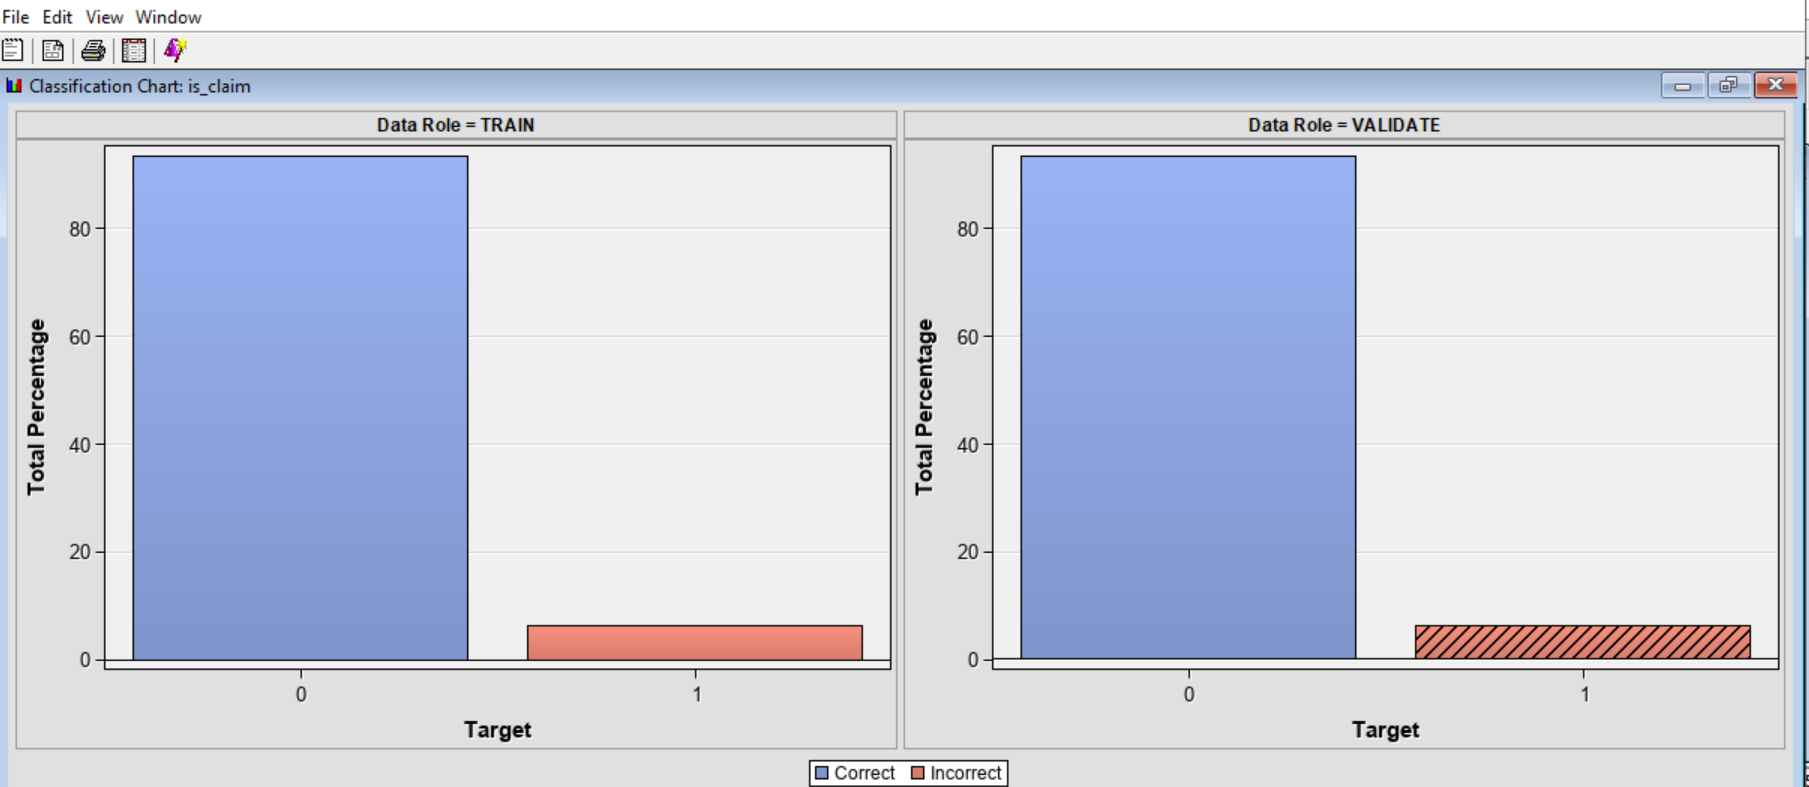 File Edit View Window
Classification Chart: is_claim
Data Role = TRAIN
Total Percentage
80
60
40
20
0
0 1
Target
Data Role = VALIDATE
Total Percentage
80
60
40
20
0
0 1
Target
Correct Incorrect